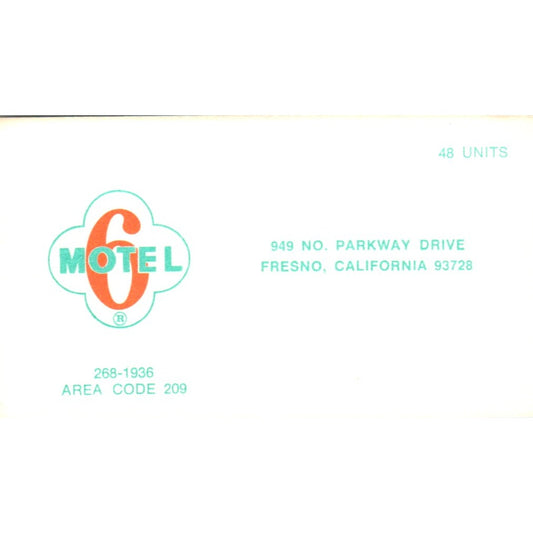 48 UNITS
6
MOTEL
®
949 NO. PARKWAY DRIVE
FRESNO, CALIFORNIA 93728
268-1936
AREA CODE 209